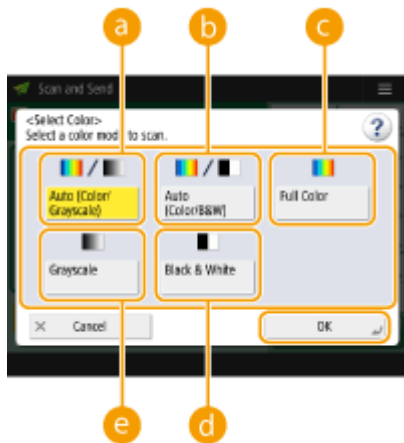 a
b
c
Scan and Send
<Select Color>
Select a color mode to scan.
?
Auto (Color/
Grayscale)
Auto
(Color/B&W)
Full Color
Grayscale
Black & White
× Cancel
OK
e
d